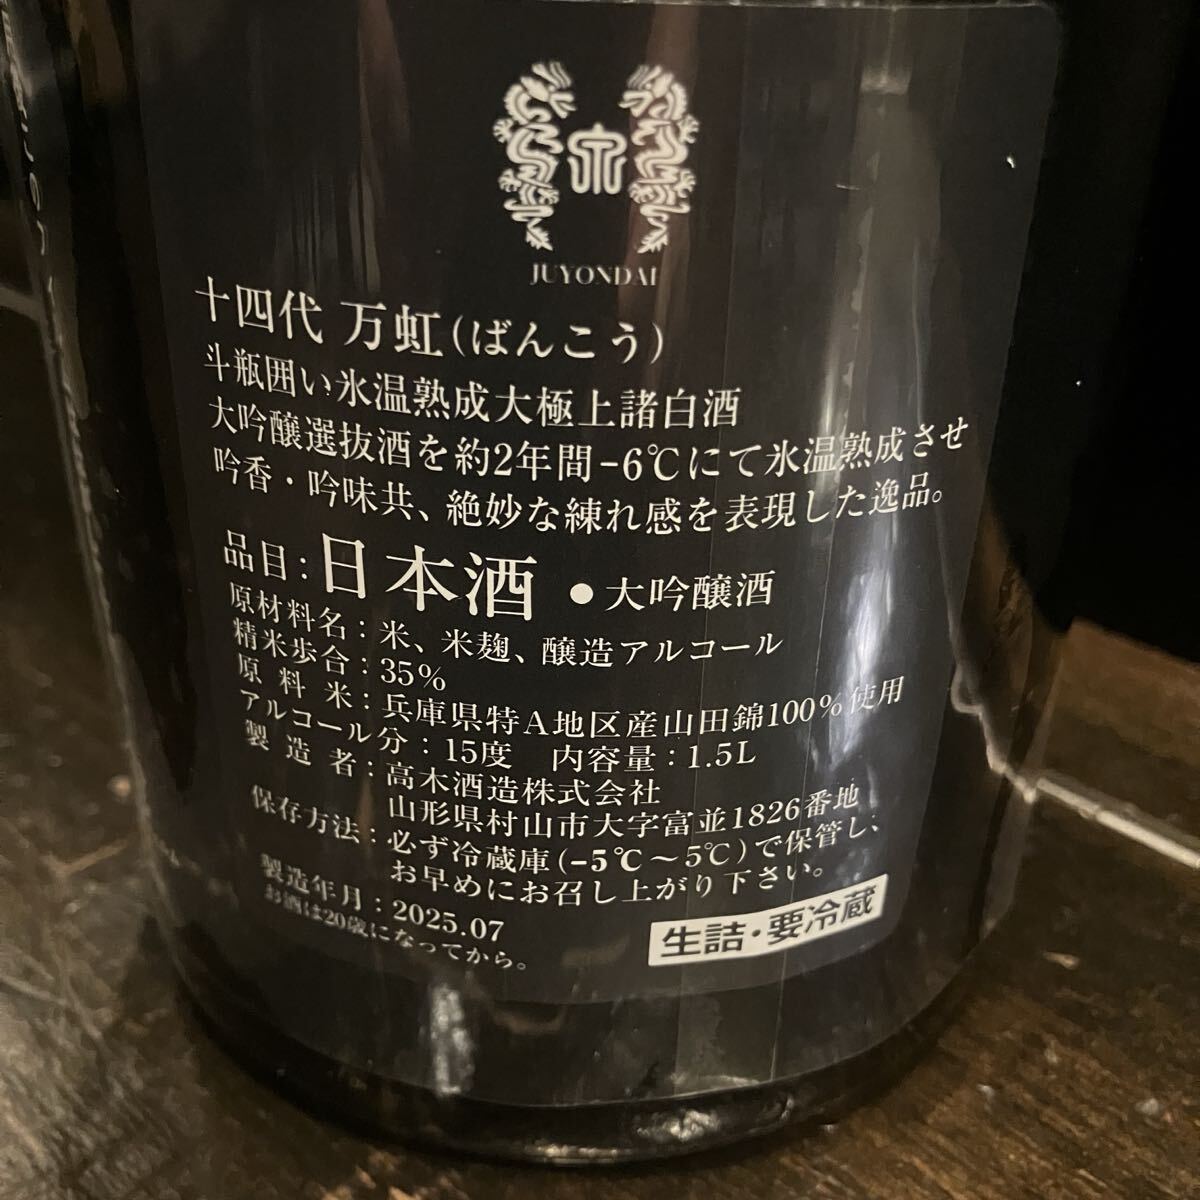 JUYONDAI
十四代 万虹(ばんこう)
斗瓶囲い氷温熟成大極上諸白酒
大吟醸選抜酒を約2年間-6℃にて氷温熟成させ
吟香・吟味共、絶妙な練れ感を表現した逸品。
品目:日本酒 ●大吟醸酒
原材料名:米、米麹、醸造アルコール
精米歩合:35%
原料米:兵庫県特A地区産山田錦100%使用
アルコール分:15度 内容量:1.5L
製造者:高木酒造株式会社
山形県村山市大字富並1826番地
保存方法:必ず冷蔵庫(-5℃~5℃)で保管し、
お早めにお召し上がり下さい。
製造年月:2025.07
お酒は20歳になってから。
生詰・要冷蔵